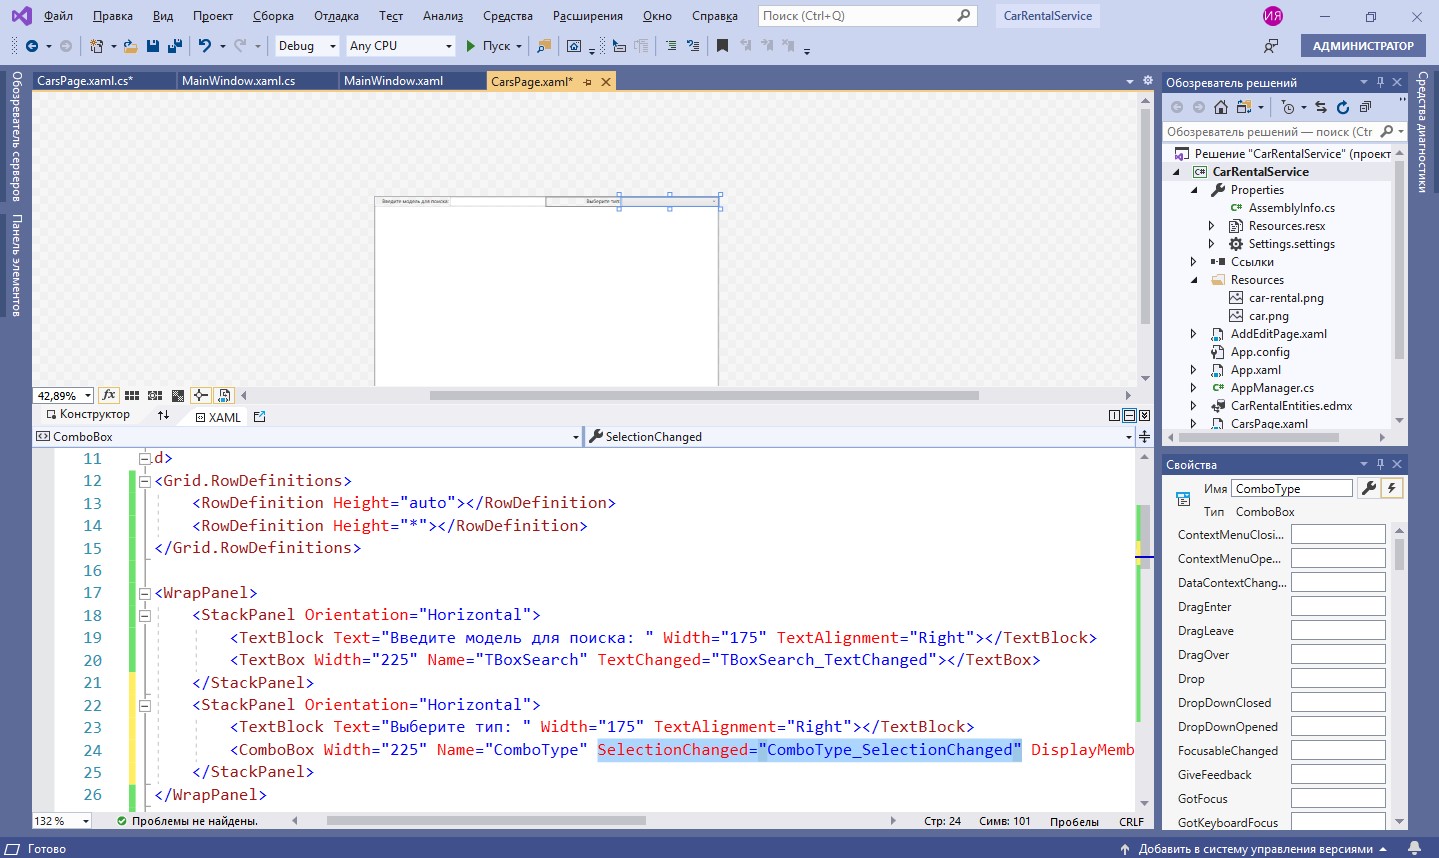 Файл Правка Вид Проект Сборка Отладка Тест Анализ Средства Расширения Окно Справка Поиск (Ctrl+Q) CarRentalService ИЯ
Debug Any CPU Пуск АДМИНИСТРАТОР
Обозреватель серверов
Панель элементов
CarsPage.xaml.cs* MainWindow.xaml.cs MainWindow.xaml CarsPage.xaml*
Введите модель для поиска: Выберите тип:
42,89% fx
Конструктор XAML
ComboBox SelectionChanged
11 d>
12 <Grid.RowDefinitions>
13 <RowDefinition Height="auto"></RowDefinition>
14 <RowDefinition Height="*"></RowDefinition>
15 </Grid.RowDefinitions>
16
17 <WrapPanel>
18 <StackPanel Orientation="Horizontal">
19 <TextBlock Text="Введите модель для поиска: " Width="175" TextAlignment="Right"></TextBlock>
20 <TextBox Width="225" Name="TBoxSearch" TextChanged="TBoxSearch_TextChanged"></TextBox>
21 </StackPanel>
22 <StackPanel Orientation="Horizontal">
23 <TextBlock Text="Выберите тип: " Width="175" TextAlignment="Right"></TextBlock>
24 <ComboBox Width="225" Name="ComboType" SelectionChanged="ComboType_SelectionChanged" DisplayMemb
25 </StackPanel>
26 </WrapPanel>
132 % Проблемы не найдены. Стр: 24 Симв: 101 Пробелы CRLF
Обозреватель решений
Обозреватель решений — поиск (Ctr
Решение "CarRentalService" (проект
C# CarRentalService
Properties
C# AssemblyInfo.cs
Resources.resx
Settings.settings
Ссылки
Resources
car-rental.png
car.png
AddEditPage.xaml
App.config
App.xaml
C# AppManager.cs
CarRentalEntities.edmx
CarsPage.xaml
Средства диагностики
Свойства
Имя ComboType
Тип ComboBox
ContextMenuClosi...
ContextMenuOpe...
DataContextChang...
DragEnter
DragLeave
DragOver
Drop
DropDownClosed
DropDownOpened
FocusableChanged
GiveFeedback
GotFocus
GotKeyboardFocus
Готово Добавить в систему управления версиями